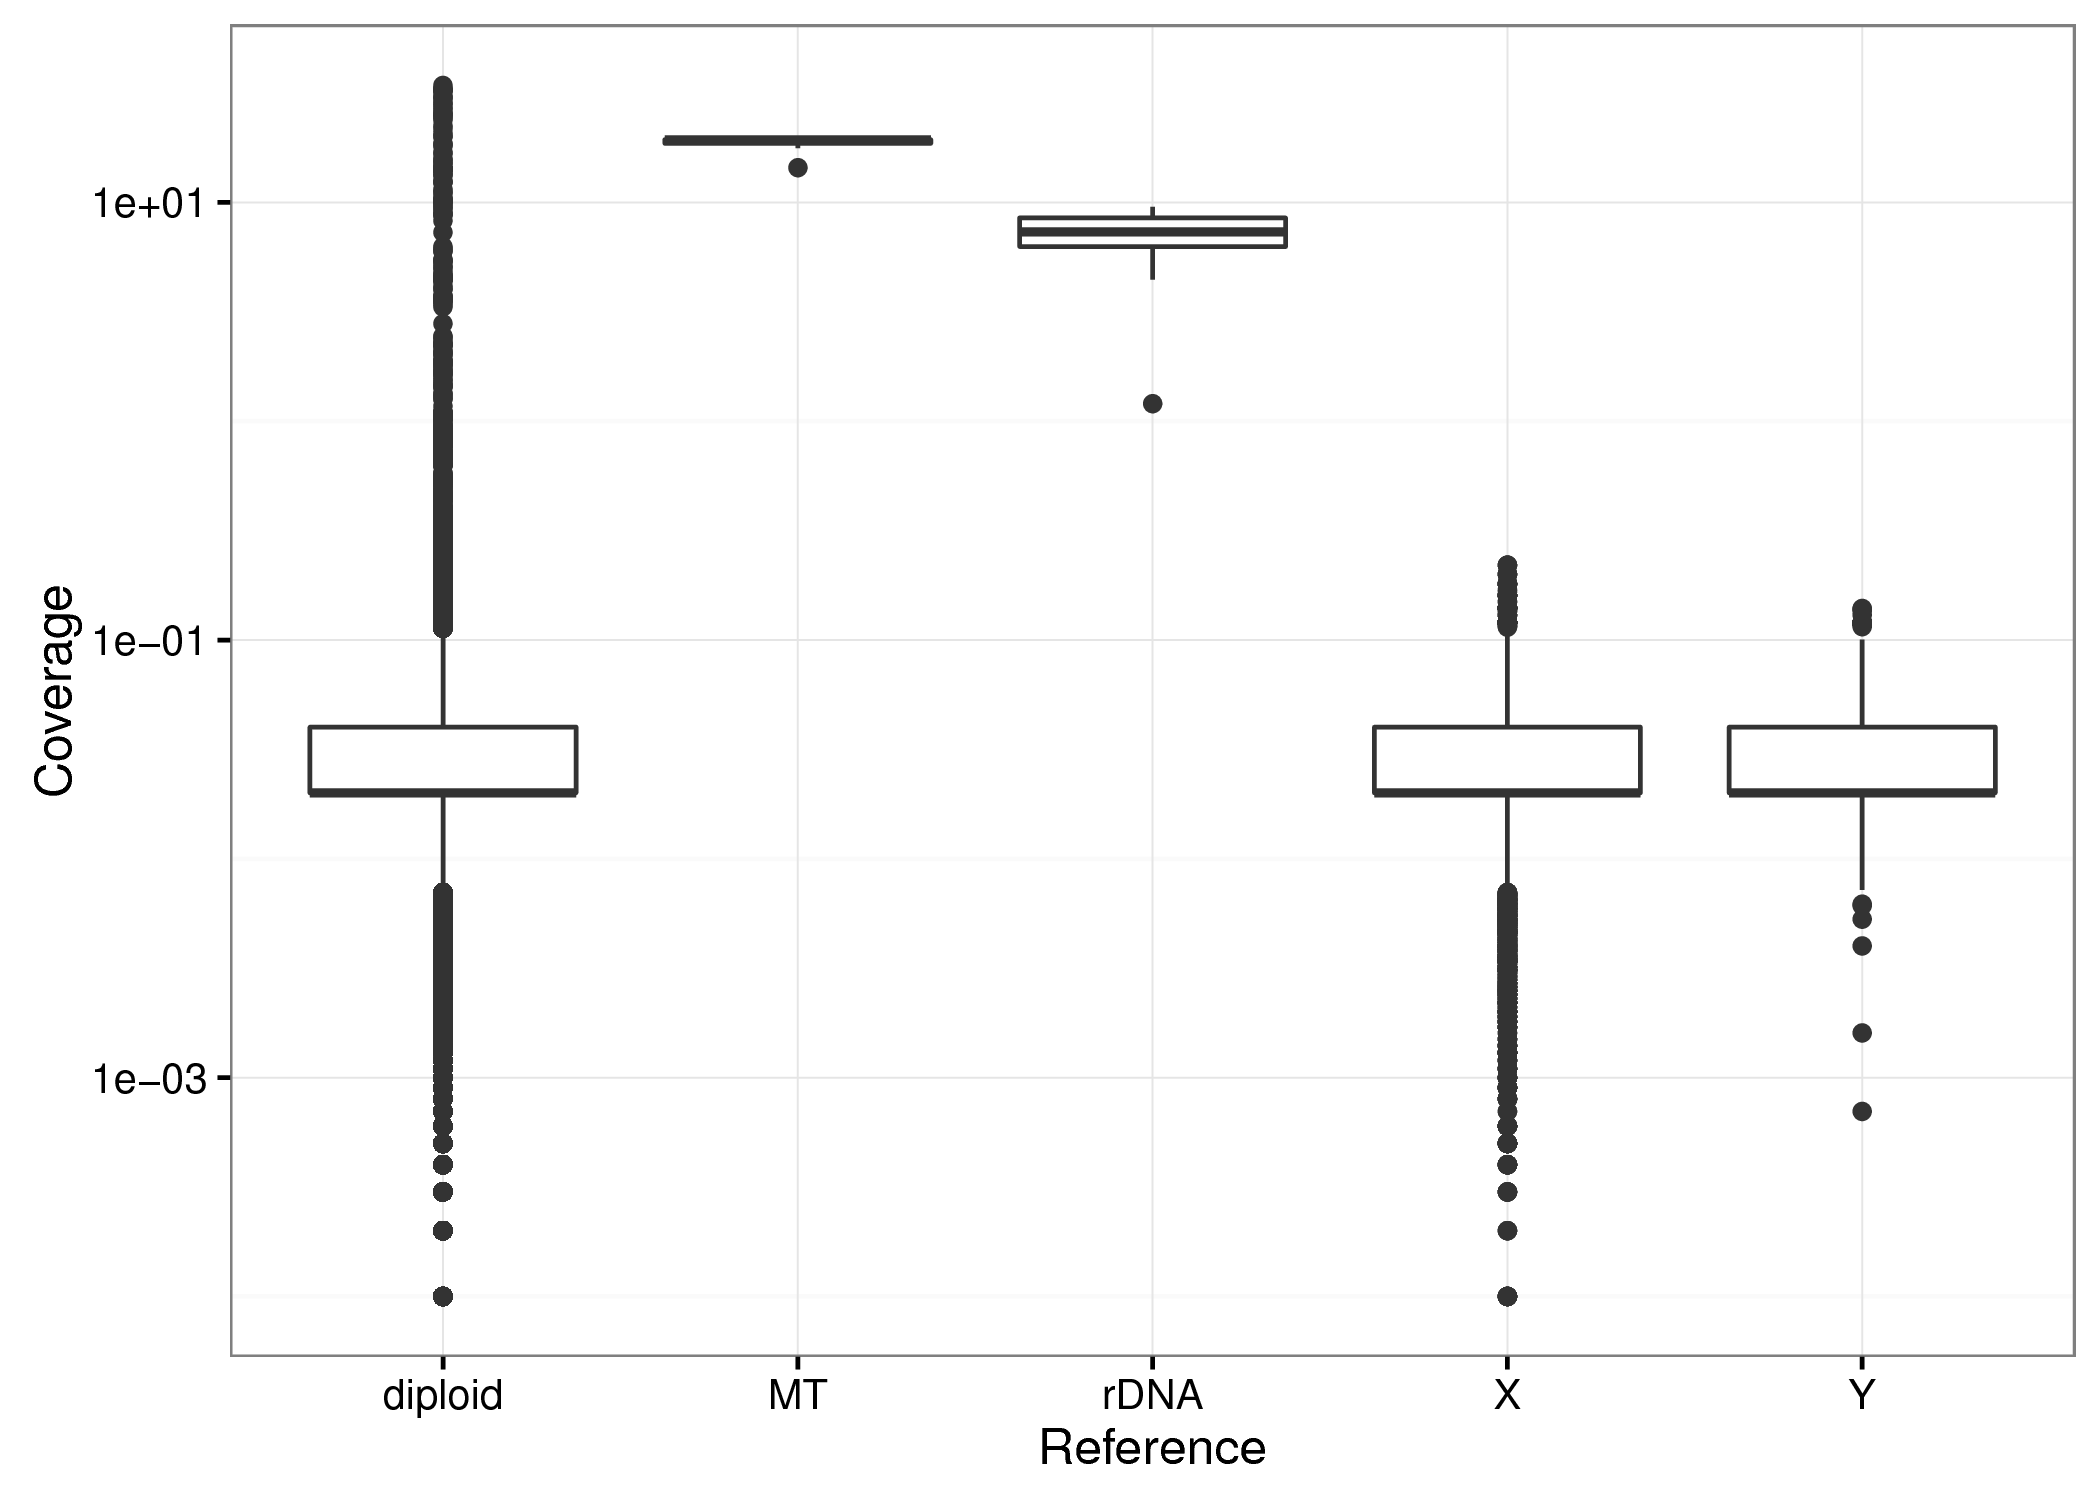 Coverage
1e+01
1e−01
1e−03
diploid MT rDNA X Y
Reference